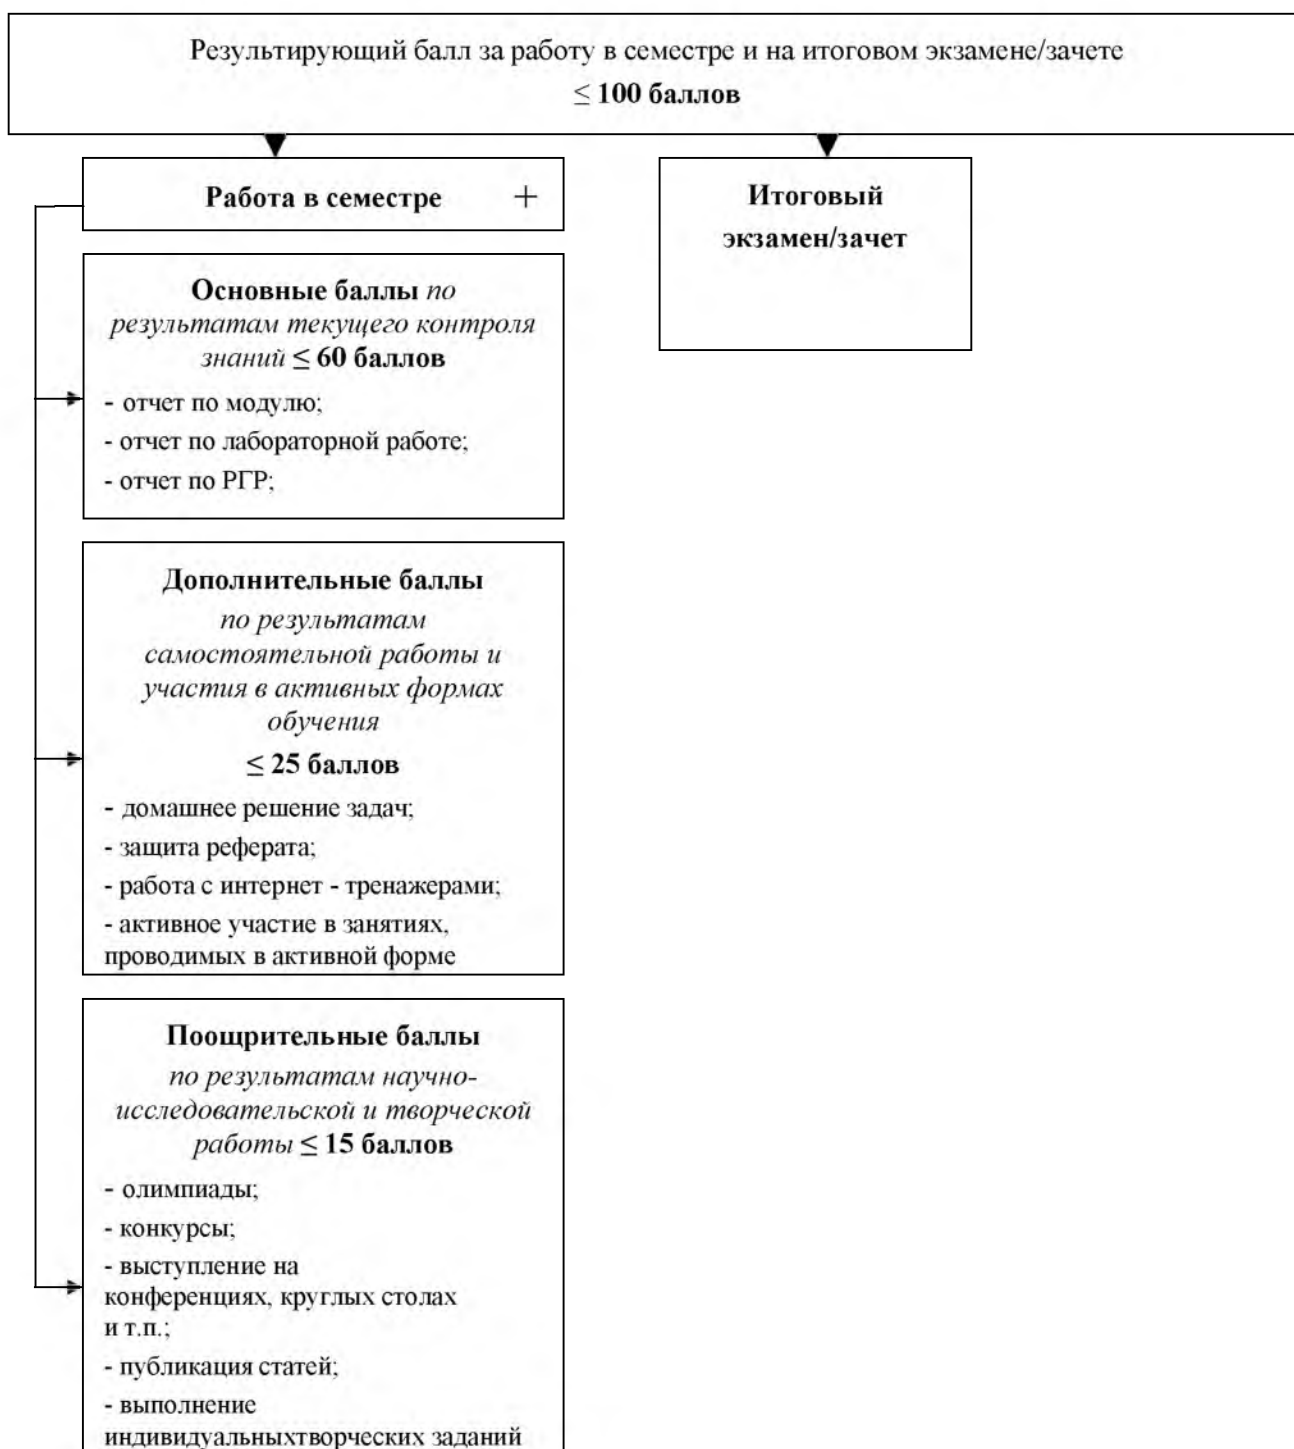 Результирующий балл за работу в семестре и на итоговом экзамене/зачете
≤ 100 баллов
Работа в семестре +
Итоговый
экзамен/зачет
Основные баллы по
результатам текущего контроля
знаний ≤ 60 баллов
- отчет по модулю;
- отчет по лабораторной работе;
- отчет по РГР;
Дополнительные баллы
по результатам
самостоятельной работы и
участия в активных формах
обучения
≤ 25 баллов
- домашнее решение задач;
- защита реферата;
- работа с интернет - тренажерами;
- активное участие в занятиях,
проводимых в активной форме
Поощрительные баллы
по результатам научно-
исследовательской и творческой
работы ≤ 15 баллов
- олимпиады;
- конкурсы;
- выступление на
конференциях, круглых столах
и т.п.;
- публикация статей;
- выполнение
индивидуальныхтворческих заданий